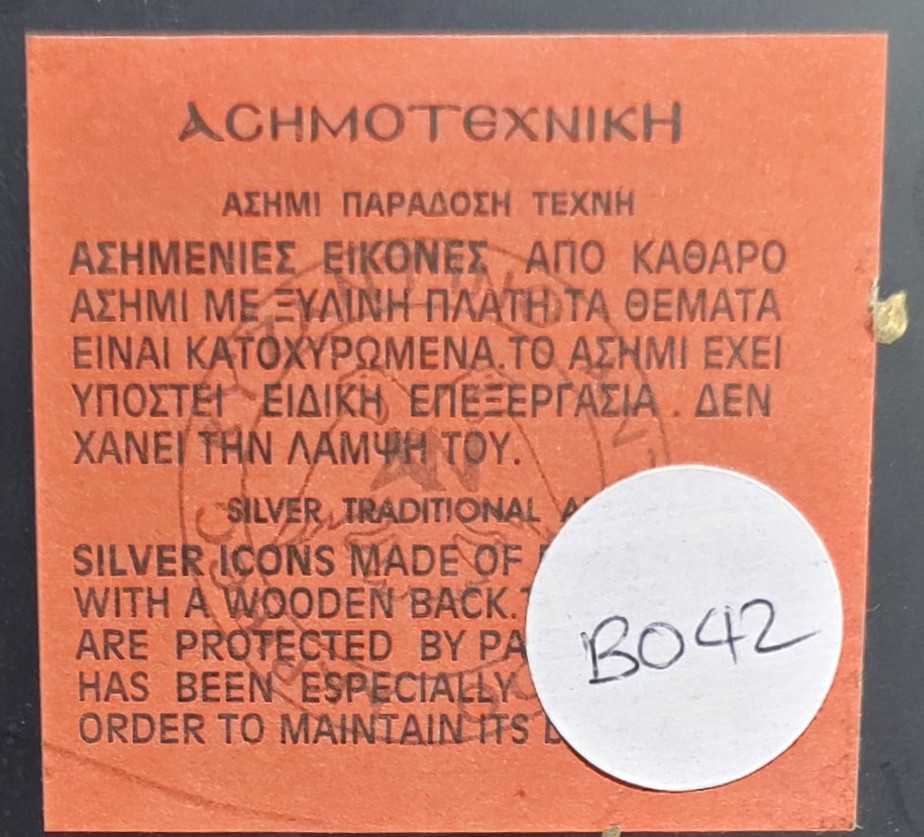 ΑCΗΜΟΤΕΧΝΙΚΗ
ΑΣΗΜΙ ΠΑΡΑΔΟΣΗ ΤΕΧΝΗ
ΑΣΗΜΕΝΙΕΣ ΕΙΚΟΝΕΣ ΑΠΟ ΚΑΘΑΡΟ
ΑΣΗΜΙ ΜΕ ΞΥΛΙΝΗ ΠΛΑΤΗ.ΤΑ ΘΕΜΑΤΑ
ΕΙΝΑΙ ΚΑΤΟΧΥΡΩΜΕΝΑ.ΤΟ ΑΣΗΜΙ ΕΧΕΙ
ΥΠΟΣΤΕΙ ΕΙΔΙΚΗ ΕΠΕΞΕΡΓΑΣΙΑ . ΔΕΝ
ΧΑΝΕΙ ΤΗΝ ΛΑΜΨΗ ΤΟΥ.
SILVER TRADITIONAL
SILVER ICONS MADE OF
WITH A WOODEN BACK.
ARE PROTECTED BY
HAS BEEN ESPECIALLY
ORDER TO MAINTAIN ITS
B042